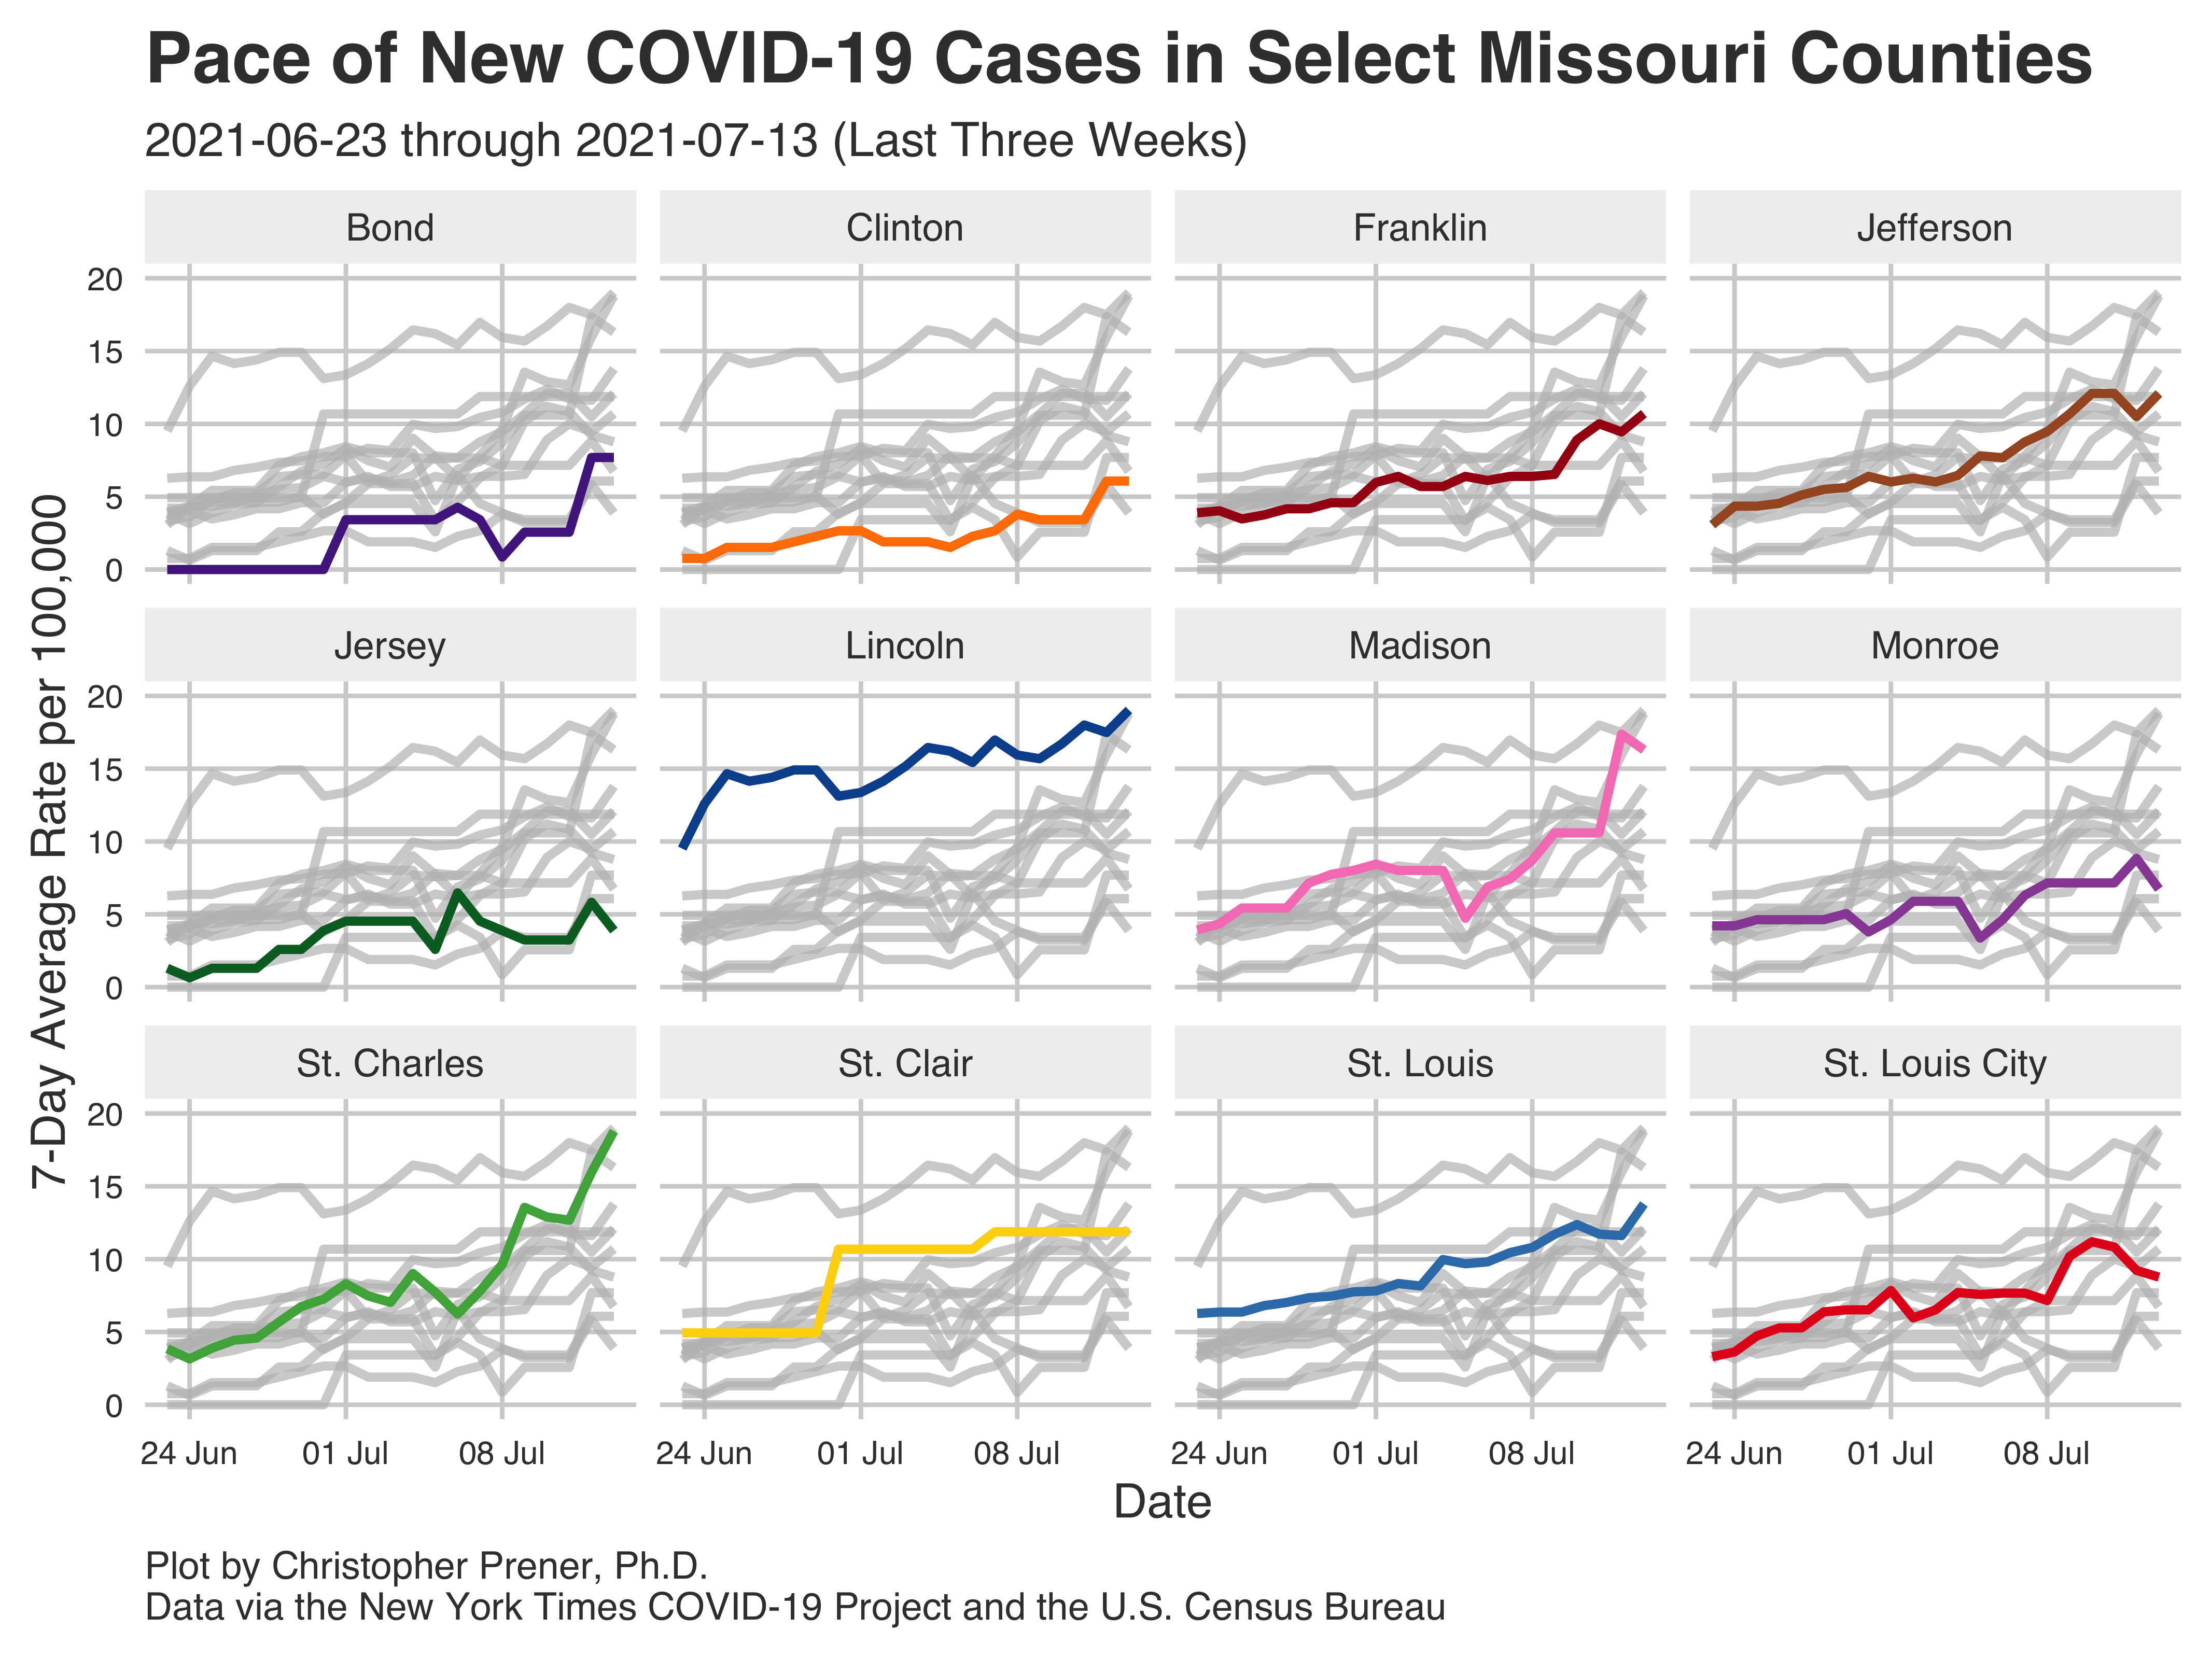 Pace of New COVID-19 Cases in Select Missouri Counties
2021-06-23 through 2021-07-13 (Last Three Weeks)
7-Day Average Rate per 100,000
Bond
Clinton
Franklin
Jefferson
20
15
10
5
0
Jersey
Lincoln
Madison
Monroe
20
15
10
5
0
St. Charles
St. Clair
St. Louis
St. Louis City
20
15
10
5
0
24 Jun
01 Jul
08 Jul
24 Jun
01 Jul
08 Jul
24 Jun
01 Jul
08 Jul
24 Jun
01 Jul
08 Jul
Date
Plot by Christopher Prener, Ph.D.
Data via the New York Times COVID-19 Project and the U.S. Census Bureau